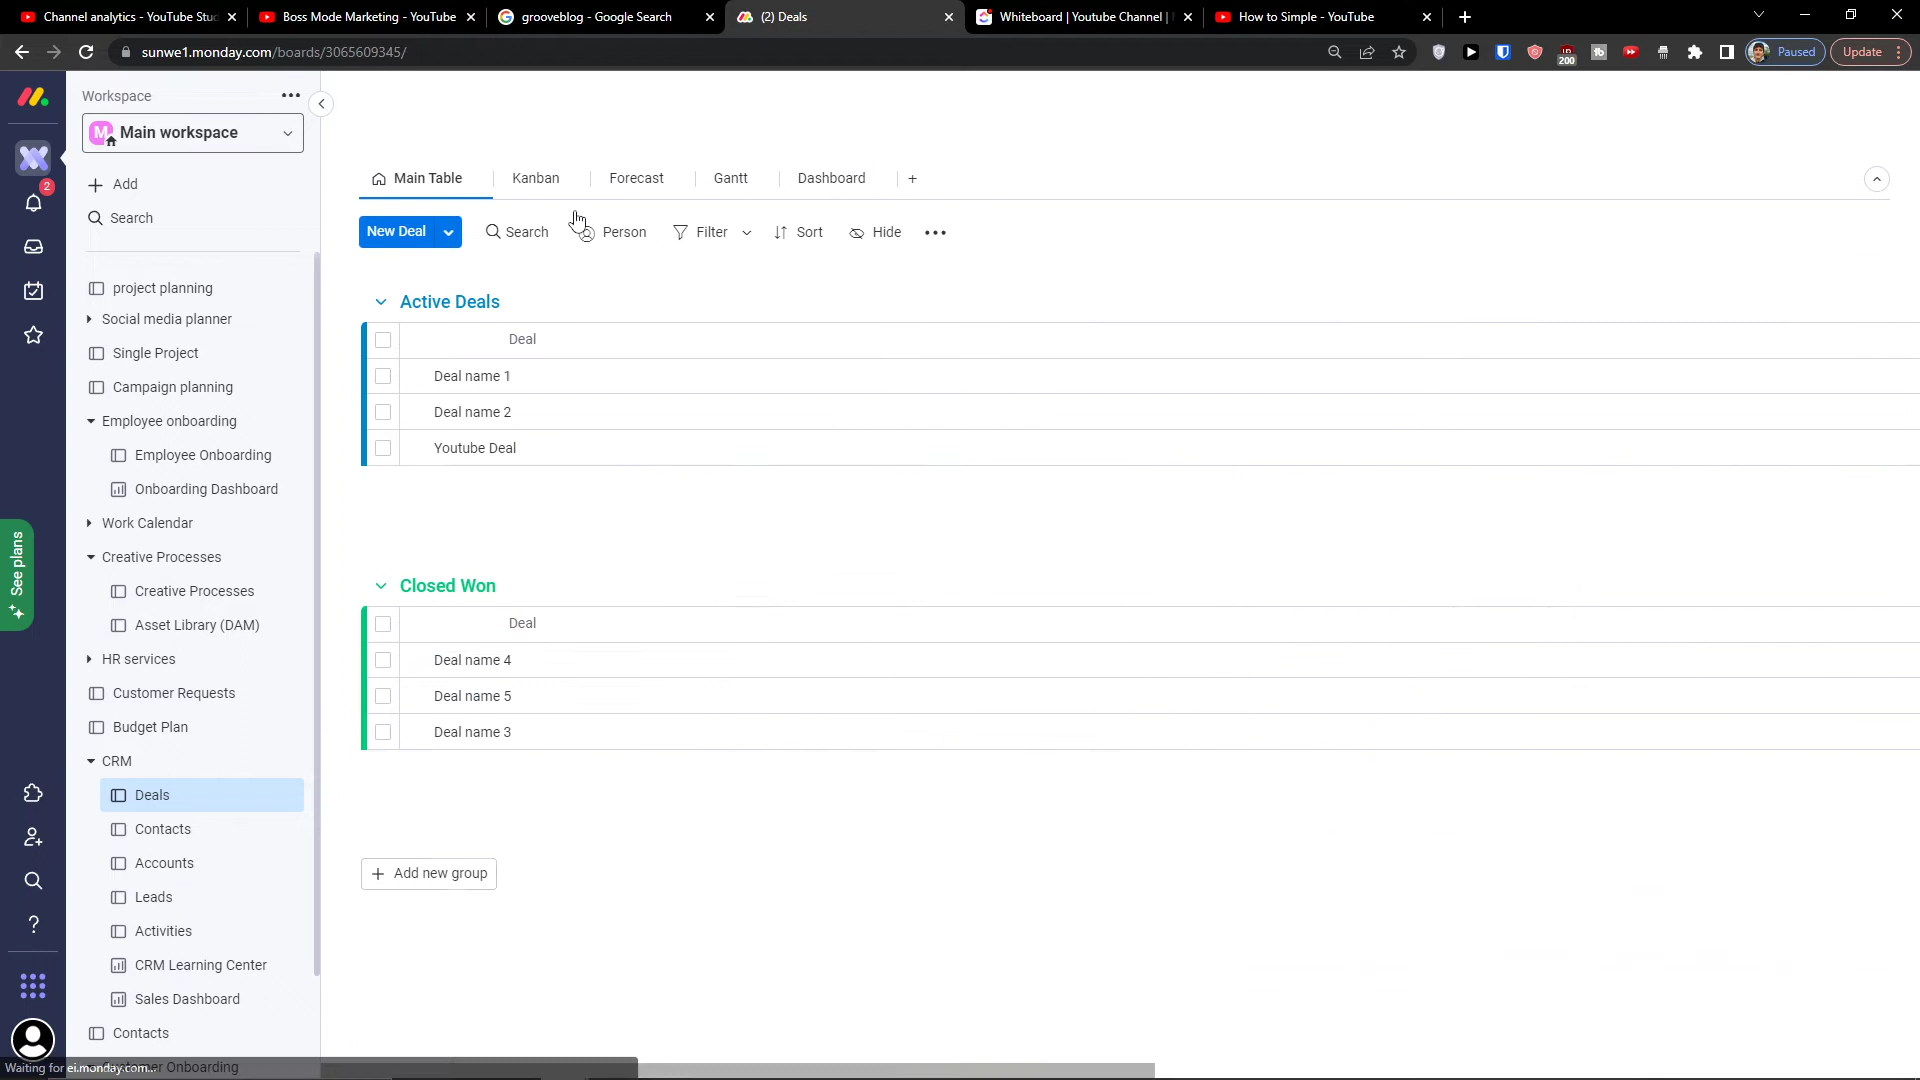 Channel analytics - YouTube Stu
Boss Mode Marketing - YouTube
grooveblog - Google Search
(2) Deals
Whiteboard | Youtube Channel |
How to Simple - YouTube
sunwe1.monday.com/boards/3065609345/
200
Paused
Update
Workspace
M
Main workspace
Add
2
Search
project planning
Social media planner
Single Project
Campaign planning
Employee onboarding
Employee Onboarding
Onboarding Dashboard
Work Calendar
Creative Processes
Creative Processes
Asset Library (DAM)
HR services
Customer Requests
Budget Plan
CRM
Deals
Contacts
Accounts
Leads
Activities
CRM Learning Center
Sales Dashboard
Contacts
Onboarding
See plans
Waiting for ei.monday.com...
Main Table
Kanban
Forecast
Gantt
Dashboard
New Deal
Search
Person
Filter
Sort
Hide
Active Deals
Deal
Deal name 1
Deal name 2
Youtube Deal
Closed Won
Deal
Deal name 4
Deal name 5
Deal name 3
Add new group